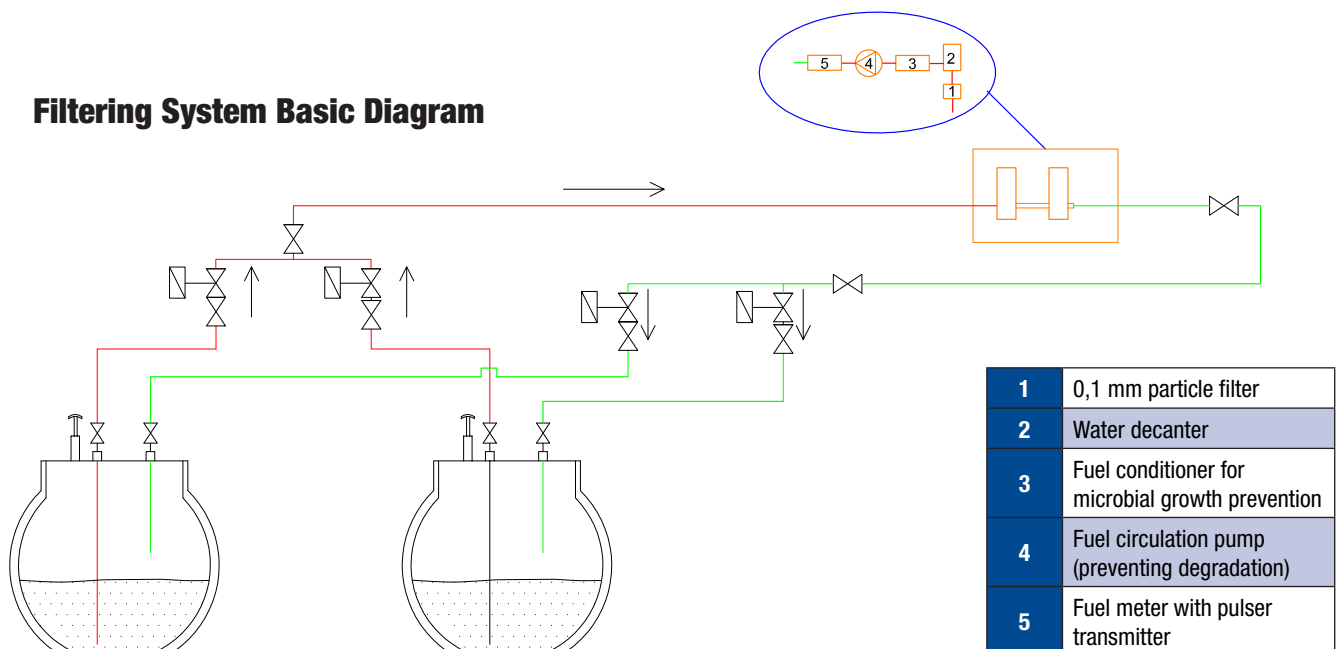 5 4 3 2
1
Filtering System Basic Diagram
1 0,1 mm particle filter
2 Water decanter
3 Fuel conditioner for
microbial growth prevention
4 Fuel circulation pump
(preventing degradation)
5 Fuel meter with pulser
transmitter